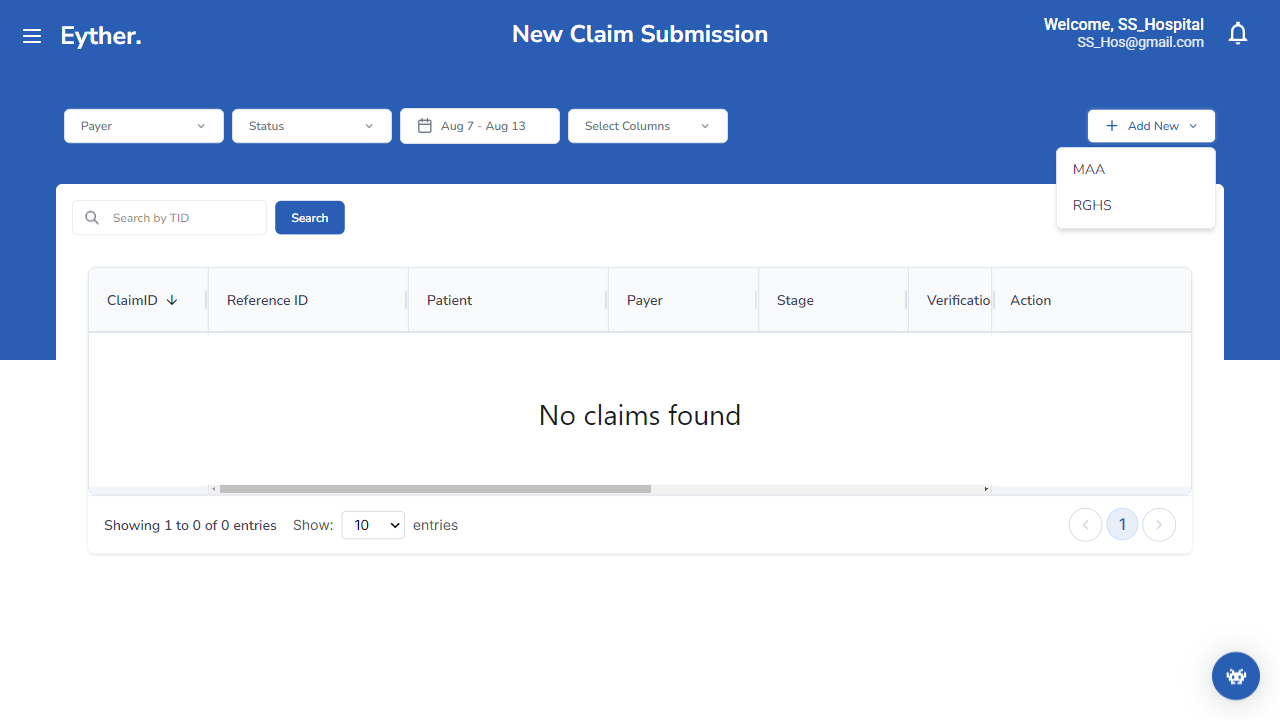 Eyther.
New Claim Submission
Welcome, SS_Hospital
SS_Hos@gmail.com
Payer
Status
Aug 7 - Aug 13
Select Columns
Add New
MAA
RGHS
Search by TID
Search
ClaimID
Reference ID
Patient
Payer
Stage
Verificatio
Action
No claims found
Showing 1 to 0 of 0 entries
Show:
10
entries
1